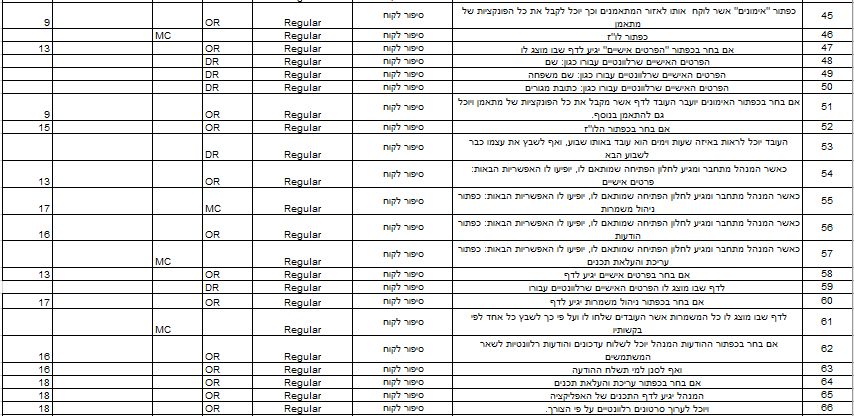 45 כפתור "אימונים" אשר לוקח אותו לאזור המתאמנים וכך יוכל לקבל את כל הפונקציות של סיפור לקוח Regular OR 9
מתאמן
46 כפתור לו"ז סיפור לקוח Regular MC
47 אם בחר בכפתור "הפרטים אישיים" יגיע לדף שבו מוצג לו סיפור לקוח Regular OR 13
48 הפרטים האישיים שרלוונטיים עבורו כגון: שם סיפור לקוח Regular DR
49 הפרטים האישיים שרלוונטיים עבורו כגון: שם משפחה סיפור לקוח Regular DR
50 הפרטים האישיים שרלוונטיים עבורו כגון: כתובת מגורים סיפור לקוח Regular DR
51 אם בחר בכפתור האימונים יועבר העובד לדף אשר מקבל את כל הפונקציות של מתאמן ויוכל סיפור לקוח Regular OR 9
גם להתאמן בנוסף.
52 אם בחר בכפתור הלו"ז סיפור לקוח Regular OR 15
53 העובד יוכל לראות באיזה שעות וימים הוא עובד באותו שבוע, ואף לשבץ את עצמו כבר סיפור לקוח Regular DR
לשבוע הבא
54 כאשר המנהל מתחבר ומגיע לחלון הפתיחה שמותאם לו, יופיעו לו האפשריות הבאות: סיפור לקוח Regular OR 13
פרטים אישיים
55 כאשר המנהל מתחבר ומגיע לחלון הפתיחה שמותאם לו, יופיעו לו האפשריות הבאות: כפתור סיפור לקוח Regular MC 17
ניהול משמרות
56 כאשר המנהל מתחבר ומגיע לחלון הפתיחה שמותאם לו, יופיעו לו האפשריות הבאות: כפתור סיפור לקוח Regular OR 16
הודעות
57 כאשר המנהל מתחבר ומגיע לחלון הפתיחה שמותאם לו, יופיעו לו האפשריות הבאות: כפתור סיפור לקוח Regular MC
עריכת והעלאת תכנים
58 אם בחר בפרטים אישיים יגיע לדף סיפור לקוח Regular OR 13
59 לדף שבו מוצג לו הפרטים האישיים שרלוונטיים עבורו סיפור לקוח Regular DR
60 אם בחר בכפתור ניהול משמרות יגיע לדף סיפור לקוח Regular OR 17
61 לדף שבו מוצג לו כל המשמרות אשר העובדים שלחו לו ועל פי כך לשבץ כל אחד לפי סיפור לקוח Regular MC
בקשותיו
62 אם בחר בכפתור ההודעות המנהל יוכל לשלוח עדכונים והודעות רלוונטיות לשאר סיפור לקוח Regular OR 16
המשתמשים
63 ואף לסנן למי תשלח ההודעה סיפור לקוח Regular OR 16
64 אם בחר בכפתור עריכת והעלאת תכנים סיפור לקוח Regular OR 18
65 המנהל יגיע לדף התכנים של האפליקציה סיפור לקוח Regular OR 18
66 ויוכל לערוך סרטונים רלוונטיים על פי הצורך. סיפור לקוח Regular OR 18